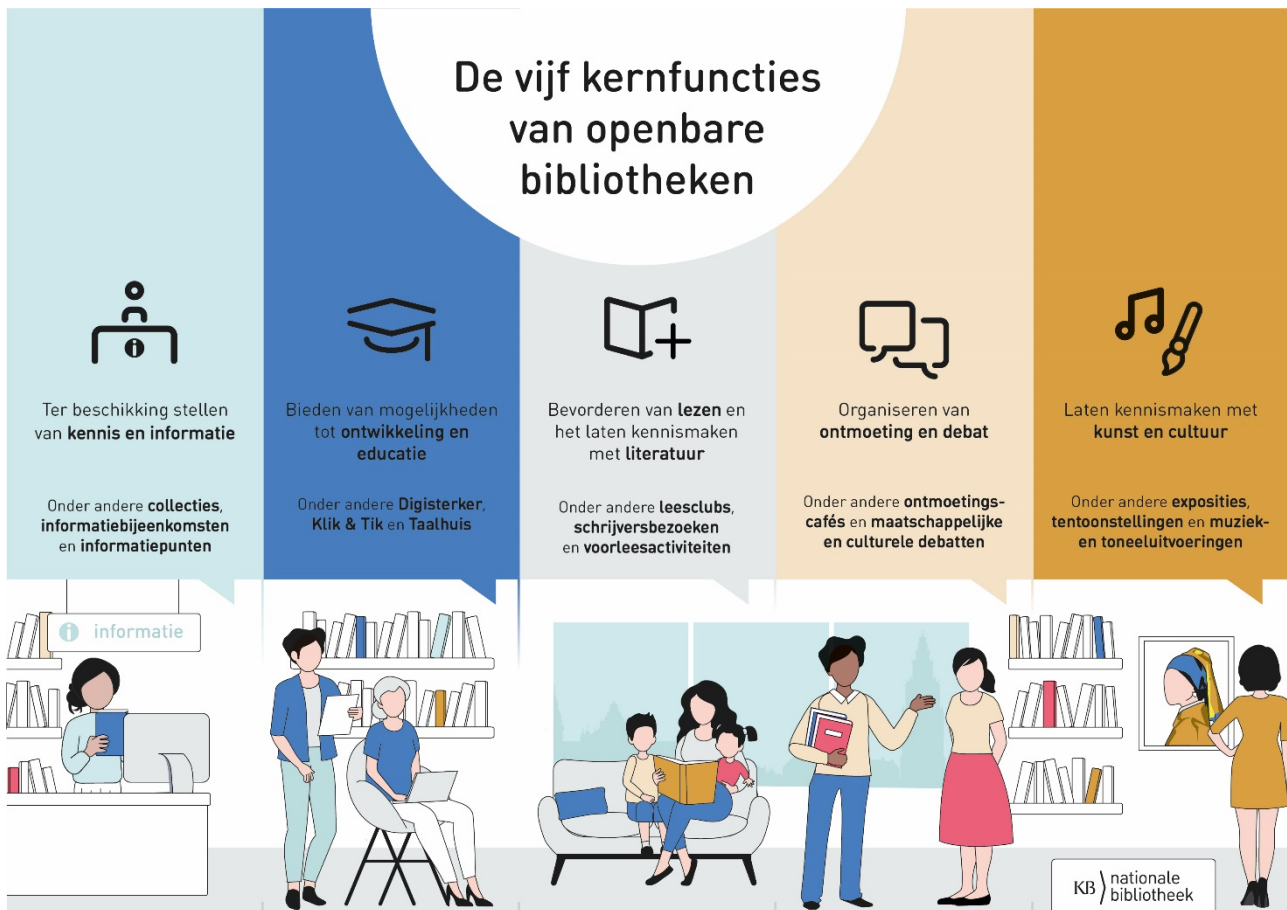 De vijf kernfuncties
van openbare
bibliotheken
Ter beschikking stellen
van kennis en informatie
Onder andere collecties,
informatiebijeenkomsten
en informatiepunten
Bieden van mogelijkheden
tot ontwikkeling en
educatie
Onder andere Digisterker,
Klik & Tik en Taalhuis
Bevorderen van lezen en
het laten kennismaken
met literatuur
Onder andere leesclubs,
schrijversbezoeken
en voorleesactiviteiten
Organiseren van
ontmoeting en debat
Onder andere ontmoetings-
cafés en maatschappelijke
en culturele debatten
Laten kennismaken met
kunst en cultuur
Onder andere exposities,
tentoonstellingen en muziek-
en toneeluitvoeringen
i informatie
KB nationale
bibliotheek